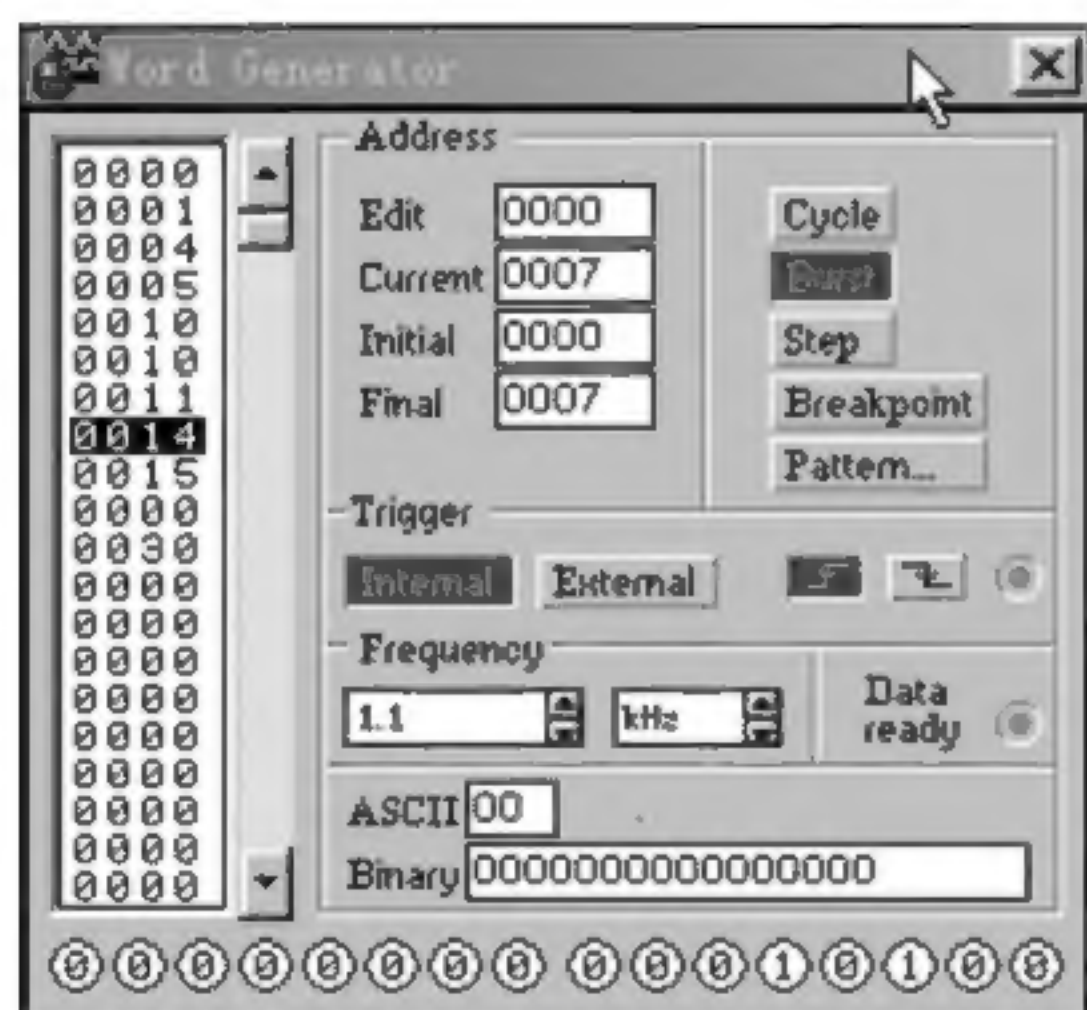 Word Generator
0000
0001
0004
0005
0010
0010
0011
0014
0015
0000
0030
0000
0000
0000
0000
0000
0000
0000
0000
0000
Address
Edit 0000
Current 0007
Initial 0000
Final 0007
Cycle
Burst
Step
Breakpoint
Pattern...
Trigger
Internal External
Frequency
1.1 kHz
Data
ready
ASCII 00
Binary 0000000000000000
0 0 0 0 0 0 0 0 0 0 0 1 0 1 0 0